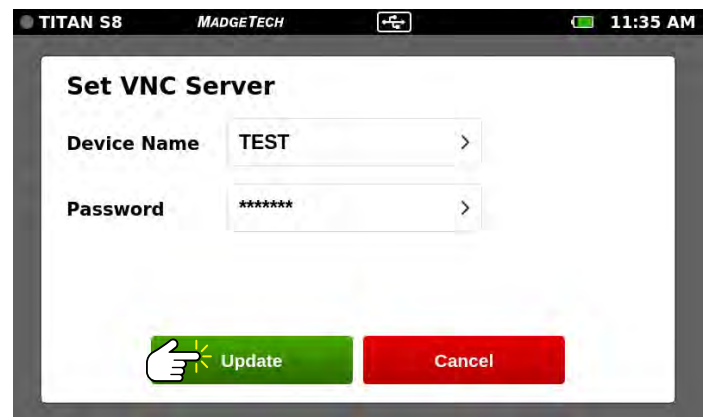 TITAN S8 MADGETECH 11:35 AM
Set VNC Server
Device Name TEST >
Password ******* >
Update Cancel